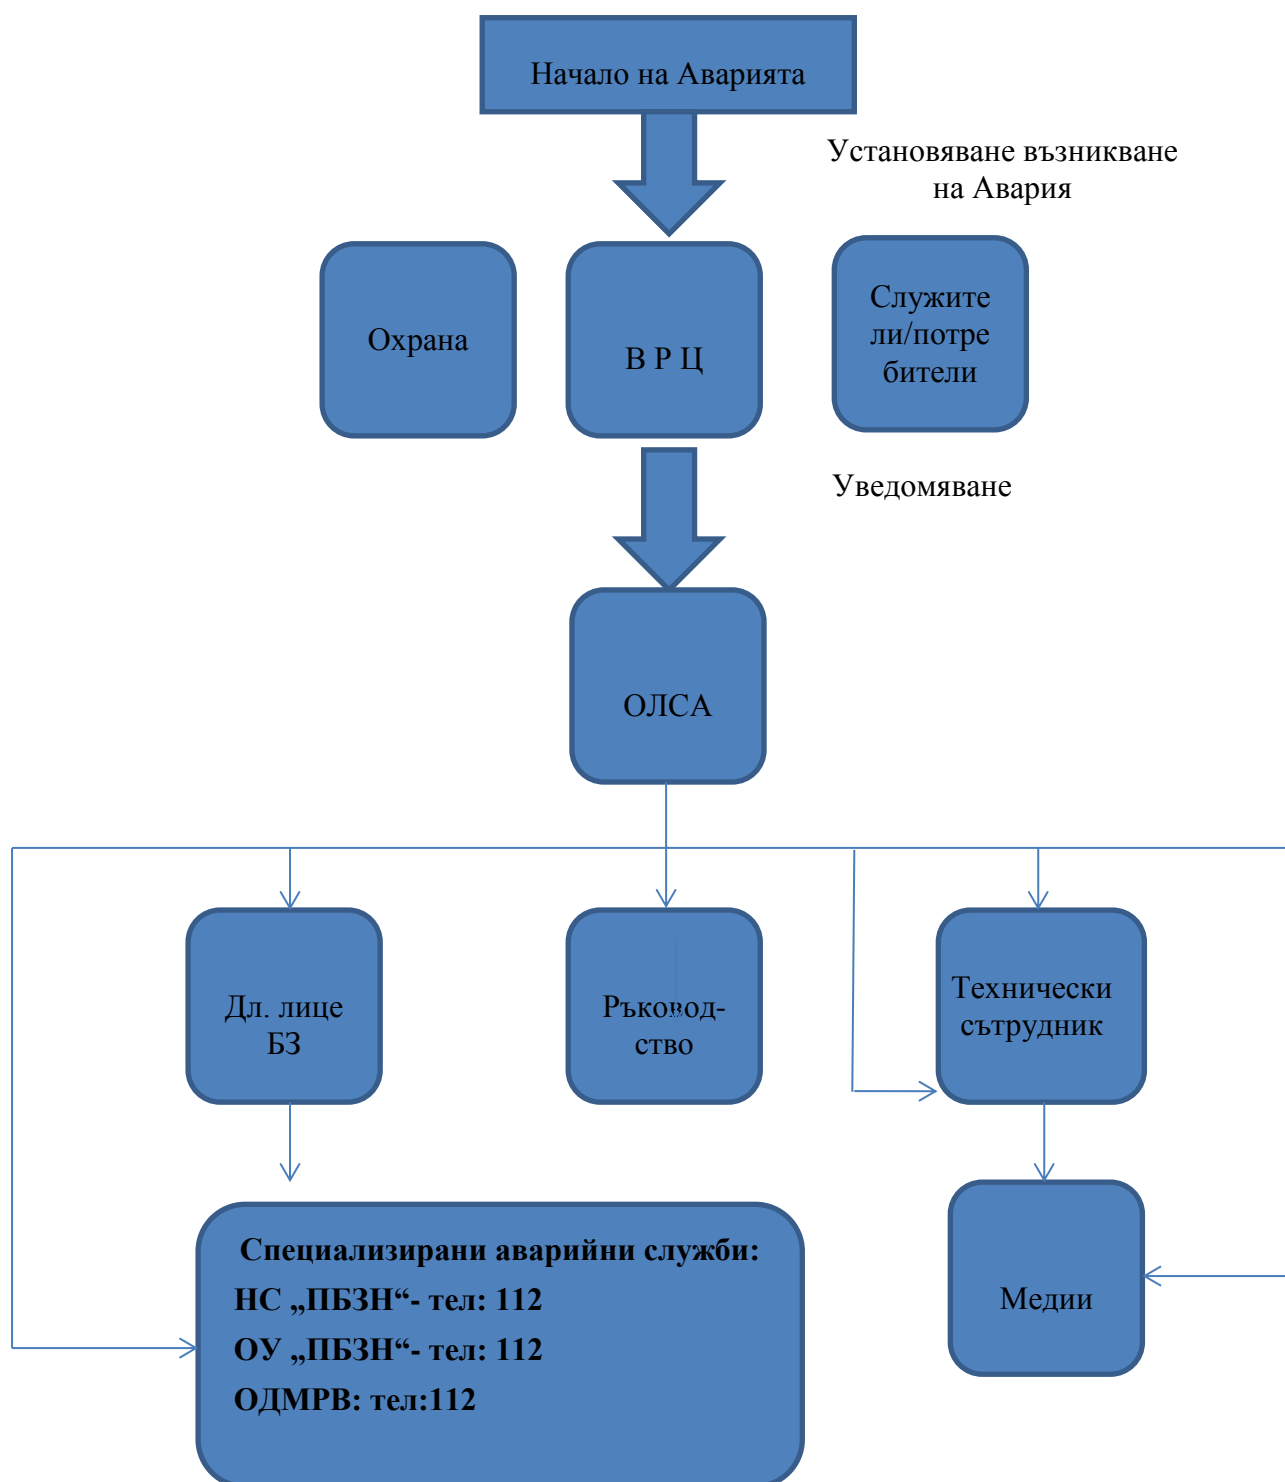 Начало на Аварията
Установяване възникване
на Авария
Охрана
В Р Ц
Служите
ли/потре
бители
Уведомяване
ОЛСА
Дл. лице
БЗ
Ръковод-
ство
Технически
сътрудник
Специализирани аварийни служби:
НС „ПБЗН“- тел: 112
ОУ „ПБЗН“- тел: 112
ОДМРВ: тел:112
Медии